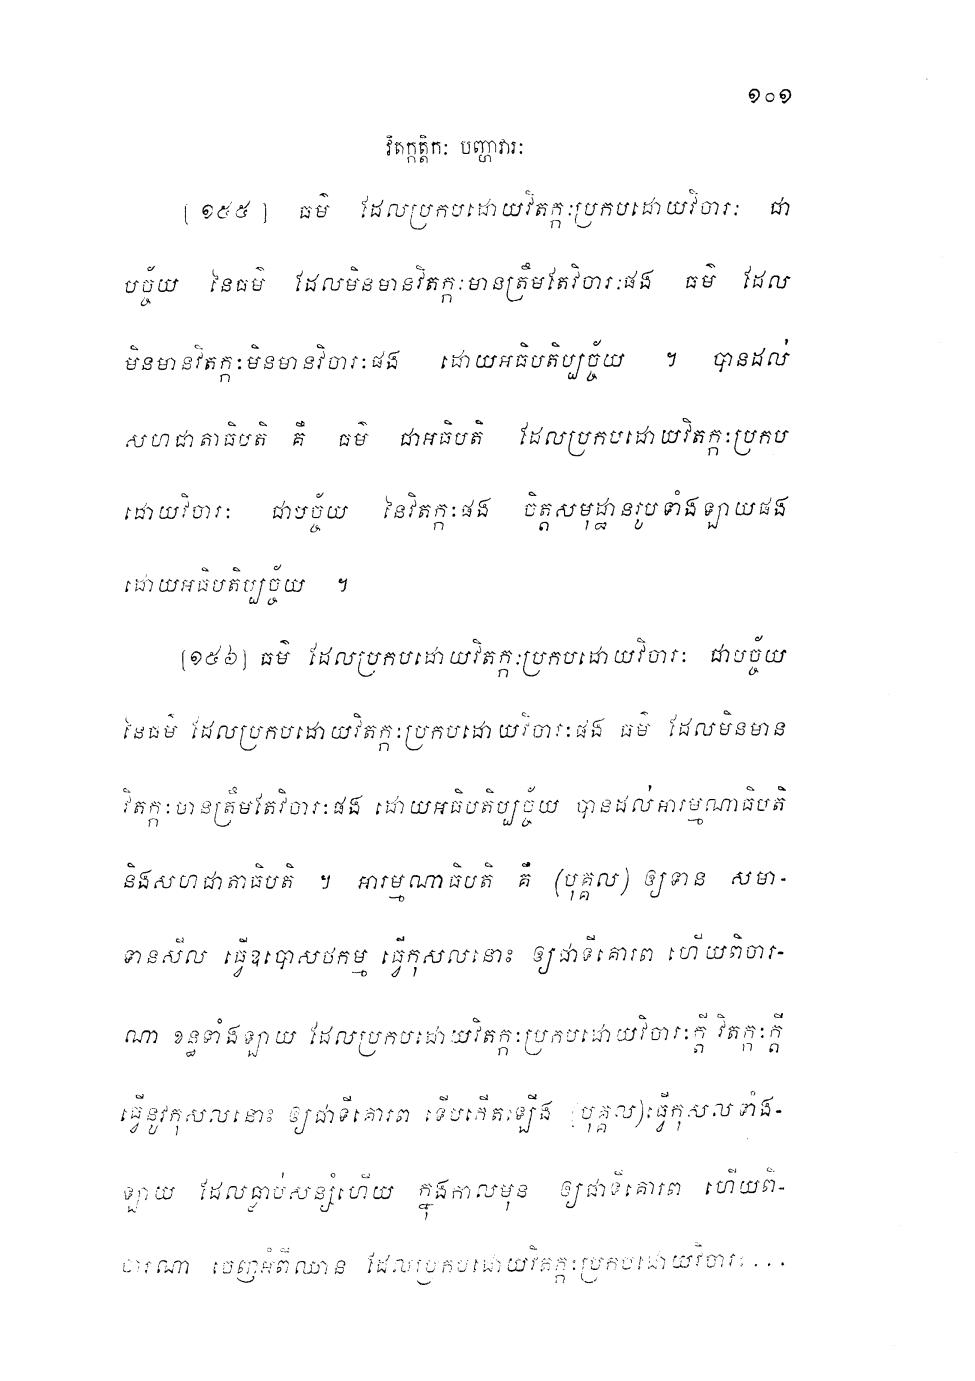 ១០១
វិតក្កត្តិកៈ បញ្ហាវារៈ
[ ១៥៥ ] ធម៌ ដែលប្រកបដោយវិតក្កៈប្រកបដោយវិចារៈ ជា
បច្ច័យ នៃធម៌ ដែលមិនមានវិតក្កៈមានត្រឹមតែវិចារៈផង ធម៌ ដែល
មិនមានវិតក្កៈមិនមានវិចារៈផង ដោយអធិបតិប្បច្ច័យ ។ បានដល់
សហជាតាធិបតិ គឺ ធម៌ ជាអធិបតី ដែលប្រកបដោយវិតក្កៈប្រកប
ដោយវិចារៈ ជាបច្ច័យ នៃវិតក្កៈផង ចិត្តសមុដ្ឋានរូបទាំងឡាយផង
ដោយអធិបតិប្បច្ច័យ ។
[១៥៦] ធម៌ ដែលប្រកបដោយវិតក្កៈប្រកបដោយវិចារៈ ជាបច្ច័យ
នៃធម៌ ដែលប្រកបដោយវិតក្កៈប្រកបដោយវិចារៈផង ធម៌ ដែលមិនមាន
វិតក្កៈមានត្រឹមតែវិចារៈផង ដោយអធិបតិប្បច្ច័យ បានដល់អារម្មណាធិបតិ
និងសហជាតាធិបតិ ។ អារម្មណាធិបតិ គឺ (បុគ្គល) ឲ្យទាន សមា-
ទានសីល ធ្វើឧបោសថកម្ម ធ្វើកុសលនោះ ឲ្យជាទីគោរព ហើយពិចារ-
ណា ខន្ធទាំងឡាយ ដែលប្រកបដោយវិតក្កៈប្រកបដោយវិចារៈក្តី វិតក្កៈក្តី
ធ្វើនូវកុសលនោះ ឲ្យជាទីគោរព ទើបកើតឡើង (បុគ្គល)ធ្វើកុសលទាំង-
ឡាយ ដែលធ្លាប់សន្សំហើយ ក្នុងកាលមុន ឲ្យជាទីគោរព ហើយពិ-
ចារណា ចេញអំពីឈាន ដែលប្រកបដោយវិតក្កៈប្រកបដោយវិចារៈ...